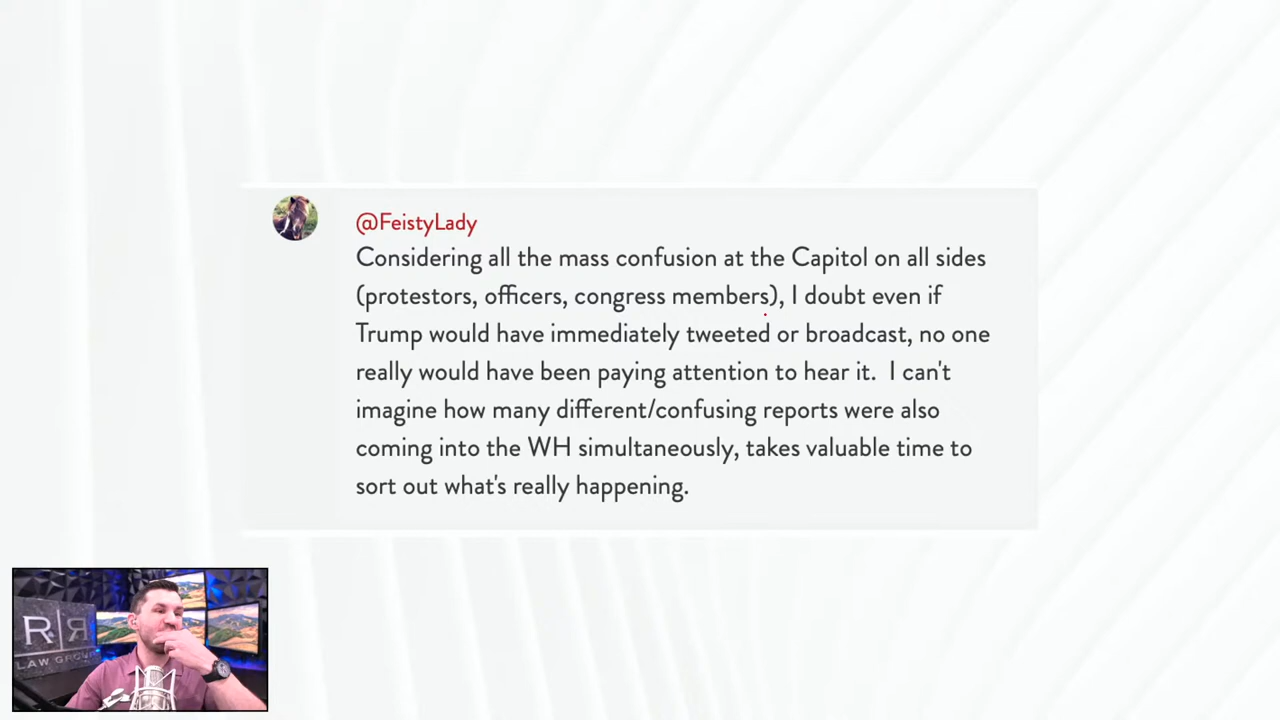 @FeistyLady
Considering all the mass confusion at the Capitol on all sides
(protestors, officers, congress members), I doubt even if
Trump would have immediately tweeted or broadcast, no one
really would have been paying attention to hear it.  I can't
imagine how many different/confusing reports were also
coming into the WH simultaneously, takes valuable time to
sort out what's really happening.
R|R
LAW GROU